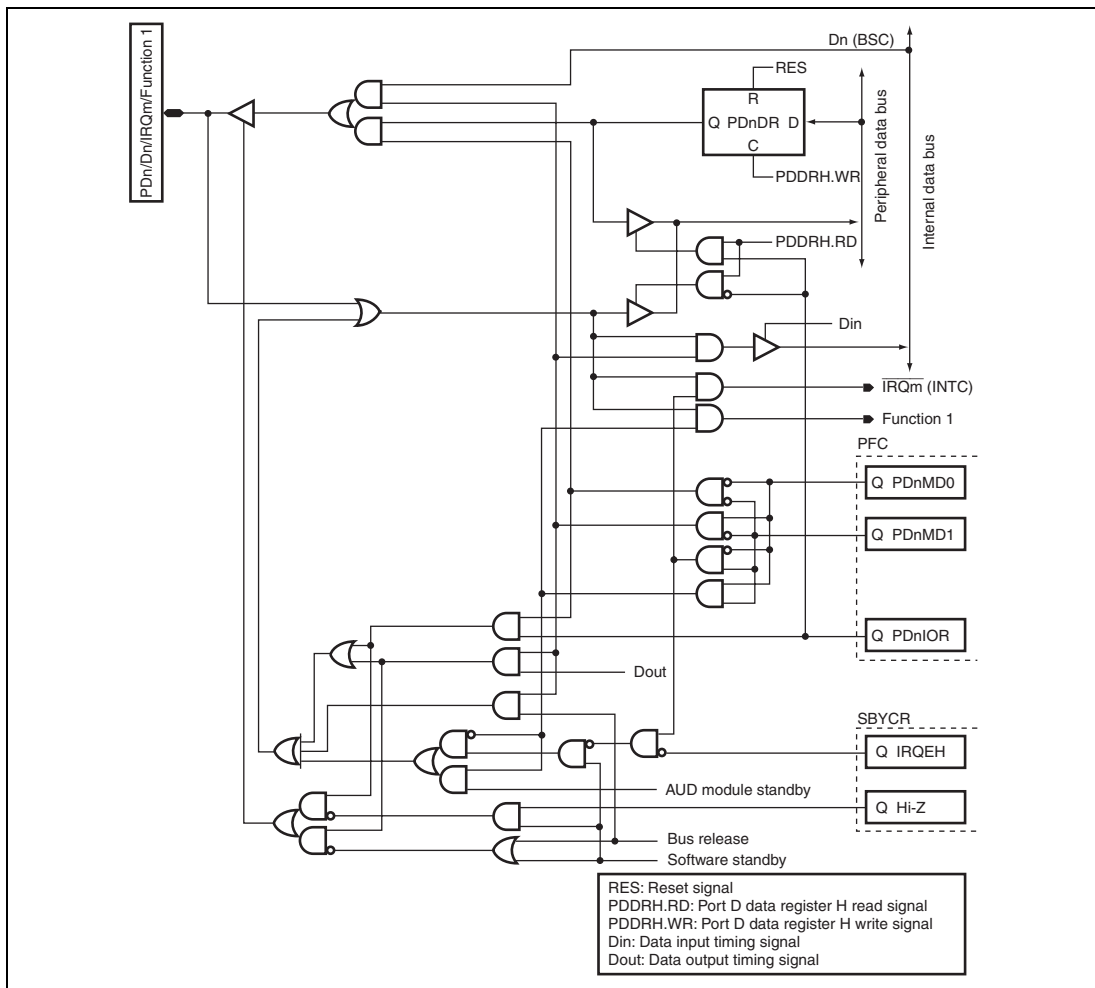 PDn/Dn/IRQm/Function 1
Dn (BSC)
RES
R
Q PDnDR D
C
PDDRH.WR
Peripheral data bus
Internal data bus
PDDRH.RD
Din
IRQm (INTC)
Function 1
PFC
Q PDnMD0
Q PDnMD1
Q PDnIOR
Dout
SBYCR
Q IRQEH
AUD module standby
Q Hi-Z
Bus release
Software standby
RES: Reset signal
PDDRH.RD: Port D data register H read signal
PDDRH.WR: Port D data register H write signal
Din: Data input timing signal
Dout: Data output timing signal